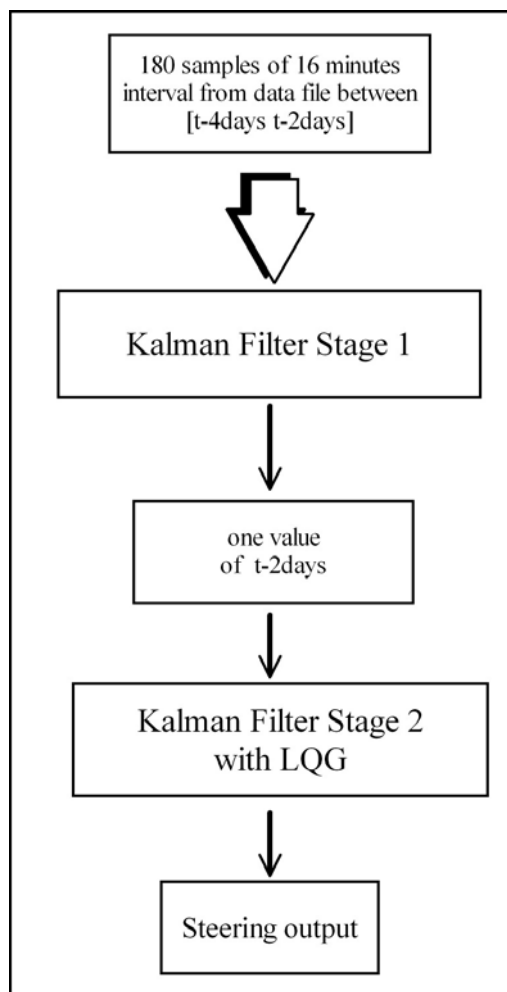 180 samples of 16 minutes
interval from data file between
[t-4days t-2days]
Kalman Filter Stage 1
one value
of t-2days
Kalman Filter Stage 2
with LQG
Steering output